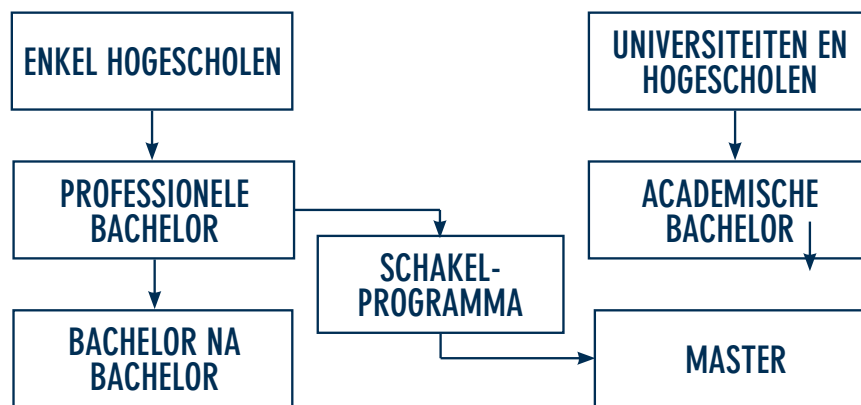 ENKEL HOGESCHOLEN
UNIVERSITEITEN EN
HOGESCHOLEN
PROFESSIONELE
BACHELOR
ACADEMISCHE
BACHELOR
SCHAKEL-
PROGRAMMA
BACHELOR NA
BACHELOR
MASTER